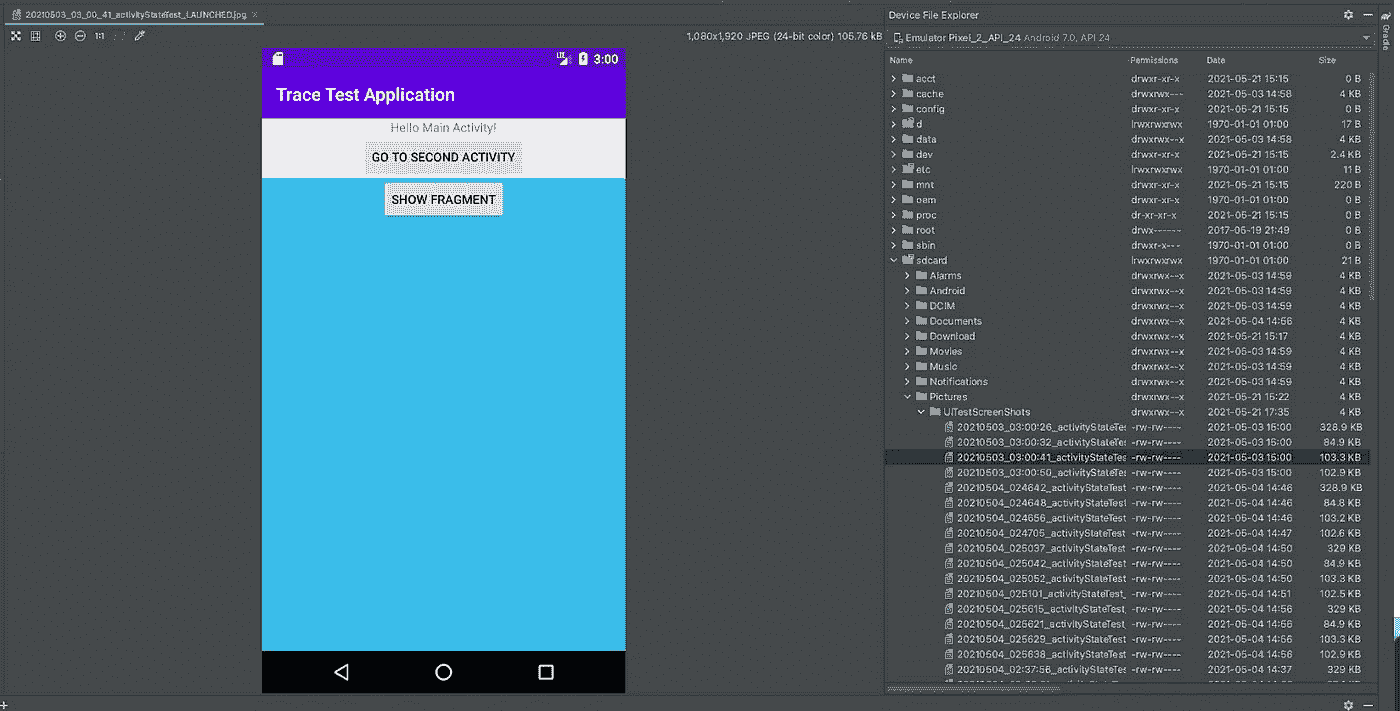 20210503_03_00_41_activityStateTest_LAUNCHED.jpg
1:1
1,080x1,920 JPEG (24-bit color) 105.76 kB
3:00
Trace Test Application
Hello Main Activity!
GO TO SECOND ACTIVITY
SHOW FRAGMENT
Device File Explorer
Emulator Pixel_2_API_24 Android 7.0, API 24
Name Permissions Date Size
acct drwxr-xr-x 2021-05-21 15:15 0 B
cache drwxrwx--- 2021-05-03 14:58 4 KB
config drwxr-xr-x 2021-05-21 15:15 0 B
d lrwxrwxrwx 1970-01-01 01:00 17 B
data drwxrwx--x 2021-05-03 14:58 4 KB
dev drwxr-xr-x 2021-05-21 15:15 2.4 KB
etc lrwxrwxrwx 1970-01-01 01:00 11 B
mnt drwxr-xr-x 2021-05-21 15:15 220 B
oem drwxr-xr-x 1970-01-01 01:00 0 B
proc dr-xr-xr-x 2021-05-21 15:15 0 B
root drwx------ 2017-05-19 21:49 0 B
sbin drwxr-x--- 1970-01-01 01:00 0 B
sdcard lrwxrwxrwx 1970-01-01 01:00 21 B
Alarms drwxrwx--x 2021-05-03 14:59 4 KB
Android drwxrwx--x 2021-05-03 14:59 4 KB
DCIM drwxrwx--x 2021-05-03 14:59 4 KB
Documents drwxrwx--x 2021-05-04 14:56 4 KB
Download drwxrwx--x 2021-05-21 15:17 4 KB
Movies drwxrwx--x 2021-05-03 14:59 4 KB
Music drwxrwx--x 2021-05-03 14:59 4 KB
Notifications drwxrwx--x 2021-05-03 14:59 4 KB
Pictures drwxrwx--x 2021-05-21 15:22 4 KB
UiTestScreenShots drwxrwx--x 2021-05-21 17:35 4 KB
20210503_03:00:26_activityStateTes -rw-rw---- 2021-05-03 15:00 328.9 KB
20210503_03:00:32_activityStateTes -rw-rw---- 2021-05-03 15:00 84.9 KB
20210503_03:00:41_activityStateTes -rw-rw---- 2021-05-03 15:00 103.3 KB
20210503_03:00:50_activityStateTes -rw-rw---- 2021-05-03 15:00 102.9 KB
20210504_024642_activityStateTest -rw-rw---- 2021-05-04 14:46 328.9 KB
20210504_024648_activityStateTest -rw-rw---- 2021-05-04 14:46 84.8 KB
20210504_024656_activityStateTest -rw-rw---- 2021-05-04 14:46 103.2 KB
20210504_024705_activityStateTest -rw-rw---- 2021-05-04 14:47 102.6 KB
20210504_025037_activityStateTest -rw-rw---- 2021-05-04 14:50 329 KB
20210504_025042_activityStateTest -rw-rw---- 2021-05-04 14:50 84.9 KB
20210504_025052_activityStateTest -rw-rw---- 2021-05-04 14:50 103.3 KB
20210504_025101_activityStateTest_ -rw-rw---- 2021-05-04 14:51 102.5 KB
20210504_025615_activityStateTest_ -rw-rw---- 2021-05-04 14:56 329 KB
20210504_025621_activityStateTest_ -rw-rw---- 2021-05-04 14:56 84.9 KB
20210504_025629_activityStateTest -rw-rw---- 2021-05-04 14:56 103.3 KB
20210504_025638_activityStateTest -rw-rw---- 2021-05-04 14:56 102.9 KB
20210504_02:37:56_activityStateTes -rw-rw---- 2021-05-04 14:37 329 KB
Gradle